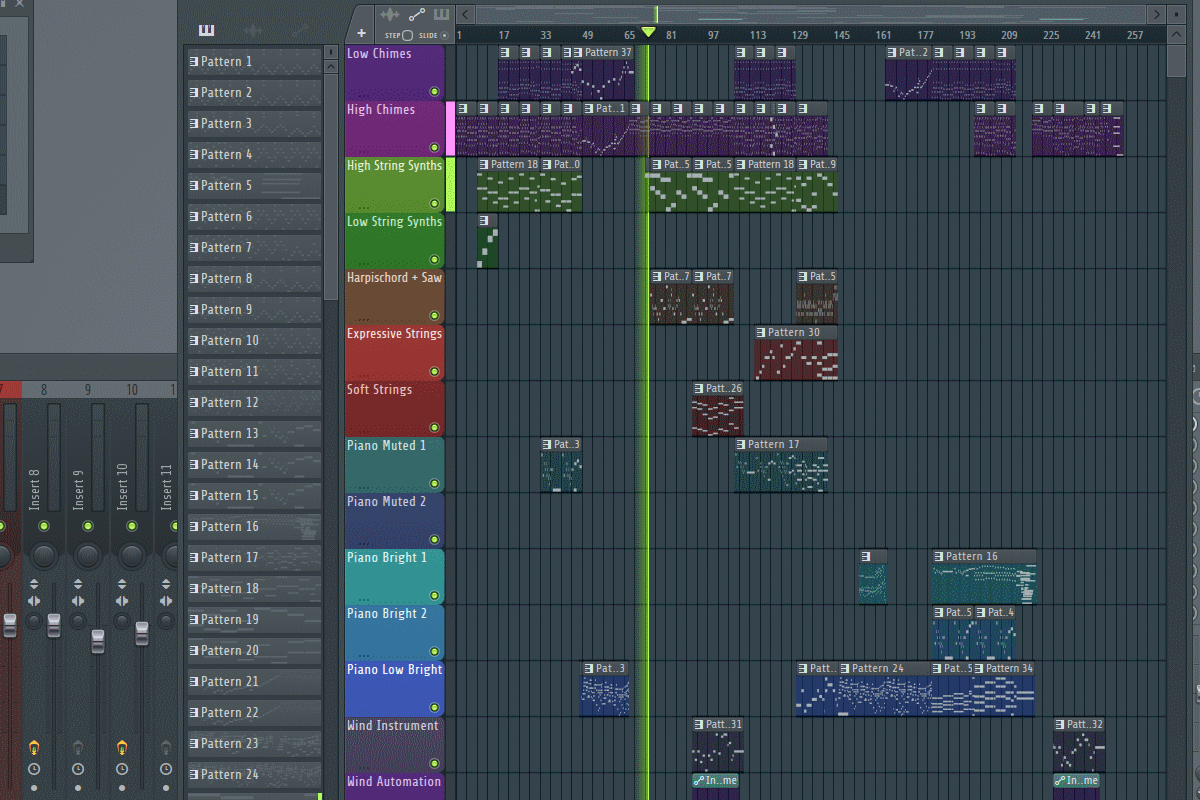 STEP SLIDE
1 17 33 49 65 81 97 113 129 145 161 177 193 209 225 241 257
Pattern 1
Pattern 2
Pattern 3
Pattern 4
Pattern 5
Pattern 6
Pattern 7
Pattern 8
Pattern 9
Pattern 10
Pattern 11
Pattern 12
Pattern 13
Pattern 14
Pattern 15
Pattern 16
Pattern 17
Pattern 18
Pattern 19
Pattern 20
Pattern 21
Pattern 22
Pattern 23
Pattern 24
Low Chimes
Pattern 37
Pat..2
High Chimes
Pat..1
High String Synths
Pattern 18 Pat..0 Pat..5 Pat..5 Pattern 18 Pat..9
Low String Synths
Harpischord + Saw
Pat..7 Pat..7 Pat..5
Expressive Strings
Pattern 30
Soft Strings
Patt..26
Piano Muted 1
Pat..3 Pattern 17
Piano Muted 2
Piano Bright 1
Pattern 16
Piano Bright 2
Pat..5 Pat..4
Piano Low Bright
Pat..3 Patt.. Pattern 24 Pat..5 Pattern 34
Wind Instrument
Patt..31 Patt..32
Wind Automation
In..me In..me
7 8 9 10 1
Insert 8
Insert 9
Insert 10
Insert 11